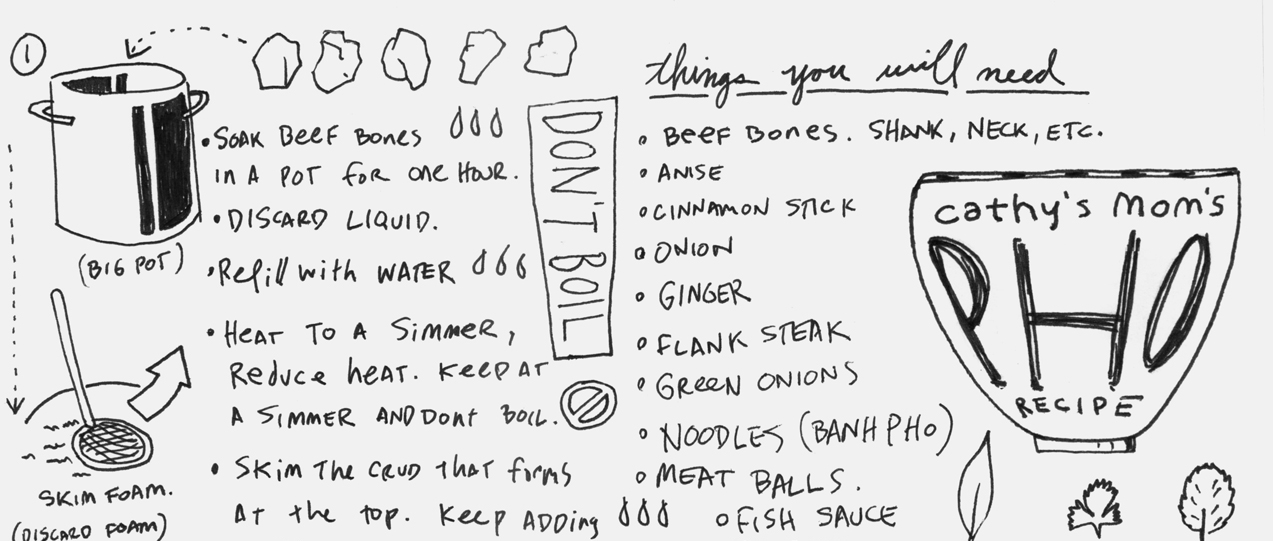 1
• SOAK BEEF BONES
IN A POT FOR ONE HOUR.
• DISCARD LIQUID.
• Refill with WATER
• HEAT TO A SIMMER,
REDUCE HEAT. KEEP AT
A SIMMER AND DONT BOIL.
• SKIM THE CRUD THAT FORMS
AT the top. Keep ADDING
(BIG POT)
SKIM FOAM.
(DISCARD FOAM)
DON'T BOIL
things you will need
• BEEF BONES. SHANK, NECK, ETC.
• ANISE
• CINNAMON STICK
• ONION
• GINGER
• FLANK STEAK
• GREEN ONIONS
• NOODLES (BANH PHO)
• MEAT BALLS.
• FISH SAUCE
cathy's Mom's
PHO
RECIPE